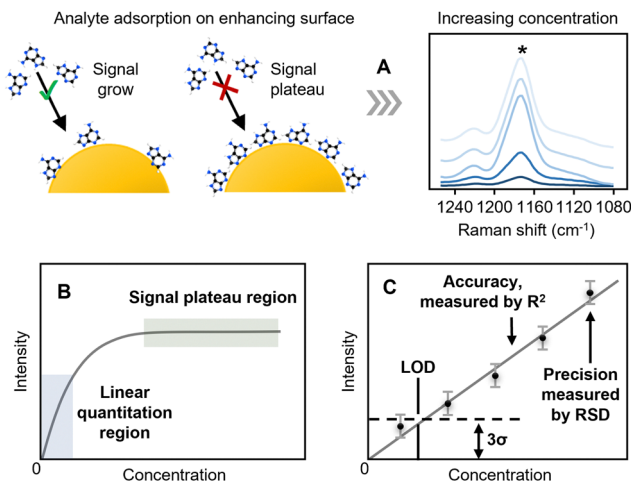 Analyte adsorption on enhancing surface
Signal
grow
Signal
plateau
A
Increasing concentration
*
1240 1200 1160 1120 1080
Raman shift (cm⁻¹)
B
Signal plateau region
Linear
quantitation
region
Intensity
0
Concentration
C
Accuracy,
measured by R²
LOD
Precision
measured
by RSD
3σ
Intensity
0
Concentration